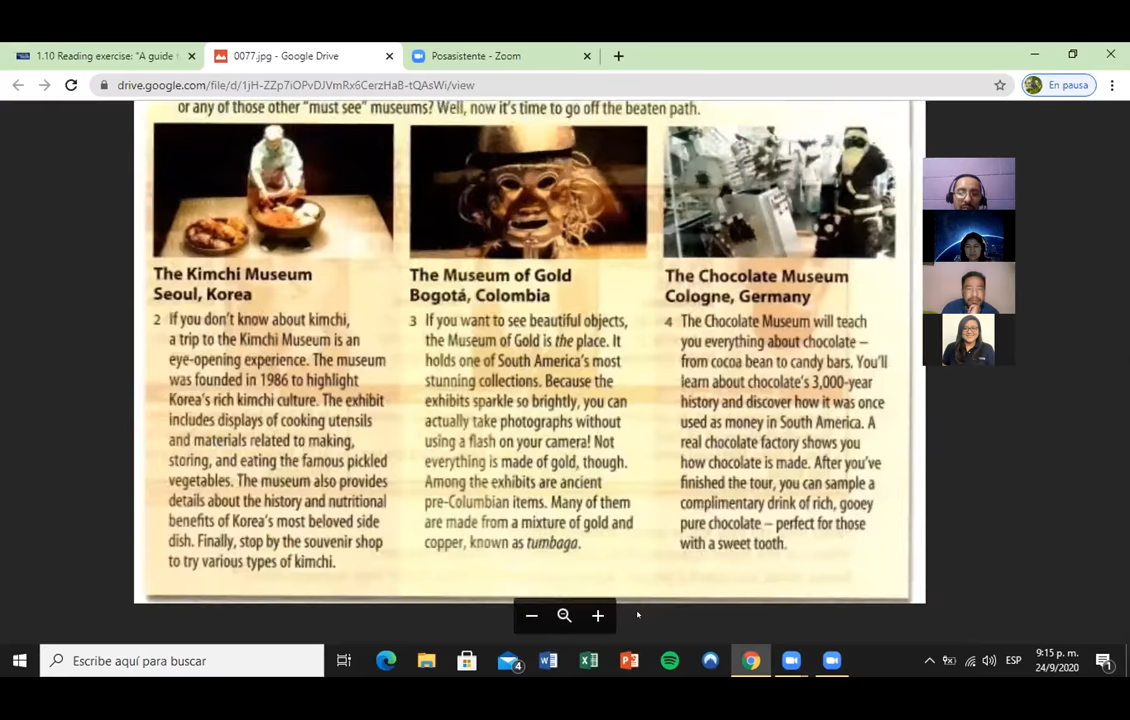 1.10 Reading exercise: "A guide
0077.jpg - Google Drive
Posasistente - Zoom
drive.google.com/file/d/1jH-ZZp7iOPvDJVmRx6CerzHaB-tQAsWi/view
En pausa
or any of those other "must see" museums? Well, now it's time to go off the beaten path.
The Kimchi Museum
Seoul, Korea
2 If you don't know about kimchi,
a trip to the Kimchi Museum is an
eye-opening experience. The museum
was founded in 1986 to highlight
Korea's rich kimchi culture. The exhibit
includes displays of cooking utensils
and materials related to making,
storing, and eating the famous pickled
vegetables. The museum also provides
details about the history and nutritional
benefits of Korea's most beloved side
dish. Finally, stop by the souvenir shop
to try various types of kimchi.
The Museum of Gold
Bogotá, Colombia
3 If you want to see beautiful objects,
the Museum of Gold is the place. It
holds one of South America's most
stunning collections. Because the
exhibits sparkle so brightly, you can
actually take photographs without
using a flash on your camera! Not
everything is made of gold, though.
Among the exhibits are ancient
pre-Columbian items. Many of them
are made from a mixture of gold and
copper, known as tumbaga.
The Chocolate Museum
Cologne, Germany
4 The Chocolate Museum will teach
you everything about chocolate –
from cocoa bean to candy bars. You'll
learn about chocolate's 3,000-year
history and discover how it was once
used as money in South America. A
real chocolate factory shows you
how chocolate is made. After you've
finished the tour, you can sample a
complimentary drink of rich, gooey
pure chocolate – perfect for those
with a sweet tooth.
Escribe aquí para buscar
4
ESP
9:15 p. m.
24/9/2020
1